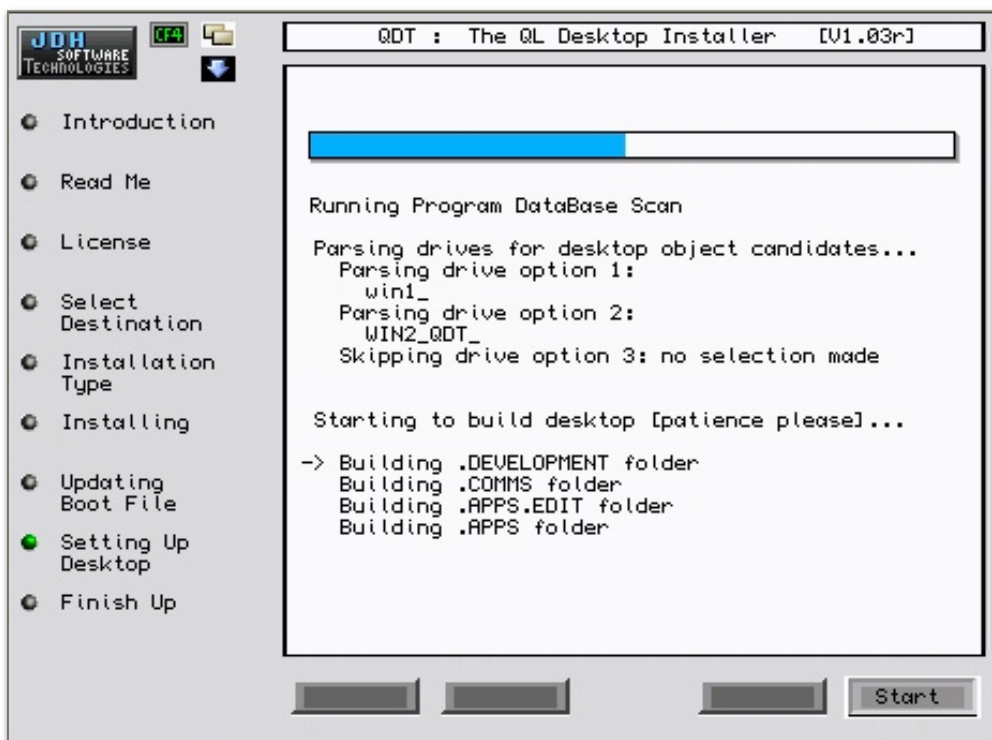 JDH
SOFTWARE
TECHNOLOGIES
CF4
QDT : The QL Desktop Installer [V1.03r]
Introduction
Read Me
License
Select
Destination
Installation
Type
Installing
Updating
Boot File
Setting Up
Desktop
Finish Up
Running Program DataBase Scan
Parsing drives for desktop object candidates...
Parsing drive option 1:
win1_
Parsing drive option 2:
WIN2_QDT_
Skipping drive option 3: no selection made
Starting to build desktop [patience please]...
-> Building .DEVELOPMENT folder
Building .COMMS folder
Building .APPS.EDIT folder
Building .APPS folder
Start